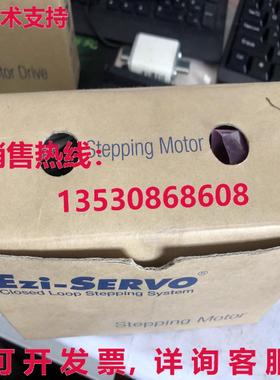 术支持
tor Drive
Stepping Motor
销售热线：
13530868608
Ezi-SERVO®
Closed Loop Stepping System
Stepping Motor
可开发票，详询客服